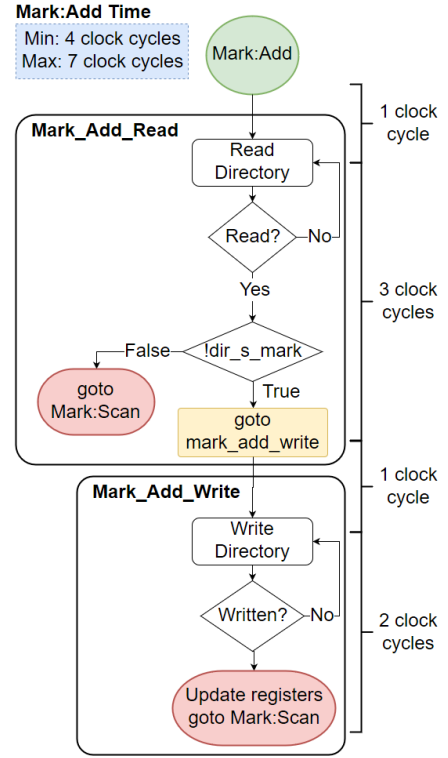 Mark:Add Time
Min: 4 clock cycles
Max: 7 clock cycles
Mark:Add
1 clock
cycle
Mark_Add_Read
Read
Directory
Read?
No
Yes
3 clock
cycles
!dir_s_mark
False
True
goto
Mark:Scan
goto
mark_add_write
1 clock
cycle
Mark_Add_Write
Write
Directory
Written?
No
2 clock
cycles
Update registers
goto Mark:Scan